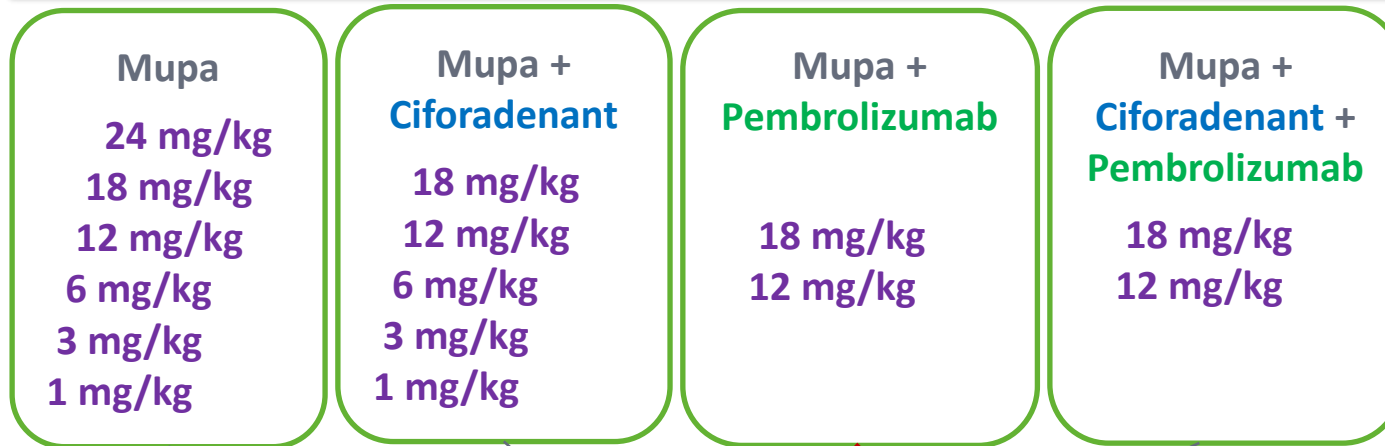 Mupa
24 mg/kg
18 mg/kg
12 mg/kg
6 mg/kg
3 mg/kg
1 mg/kg
Mupa +
Ciforadenant
18 mg/kg
12 mg/kg
6 mg/kg
3 mg/kg
1 mg/kg
Mupa +
Pembrolizumab
18 mg/kg
12 mg/kg
Mupa +
Ciforadenant +
Pembrolizumab
18 mg/kg
12 mg/kg